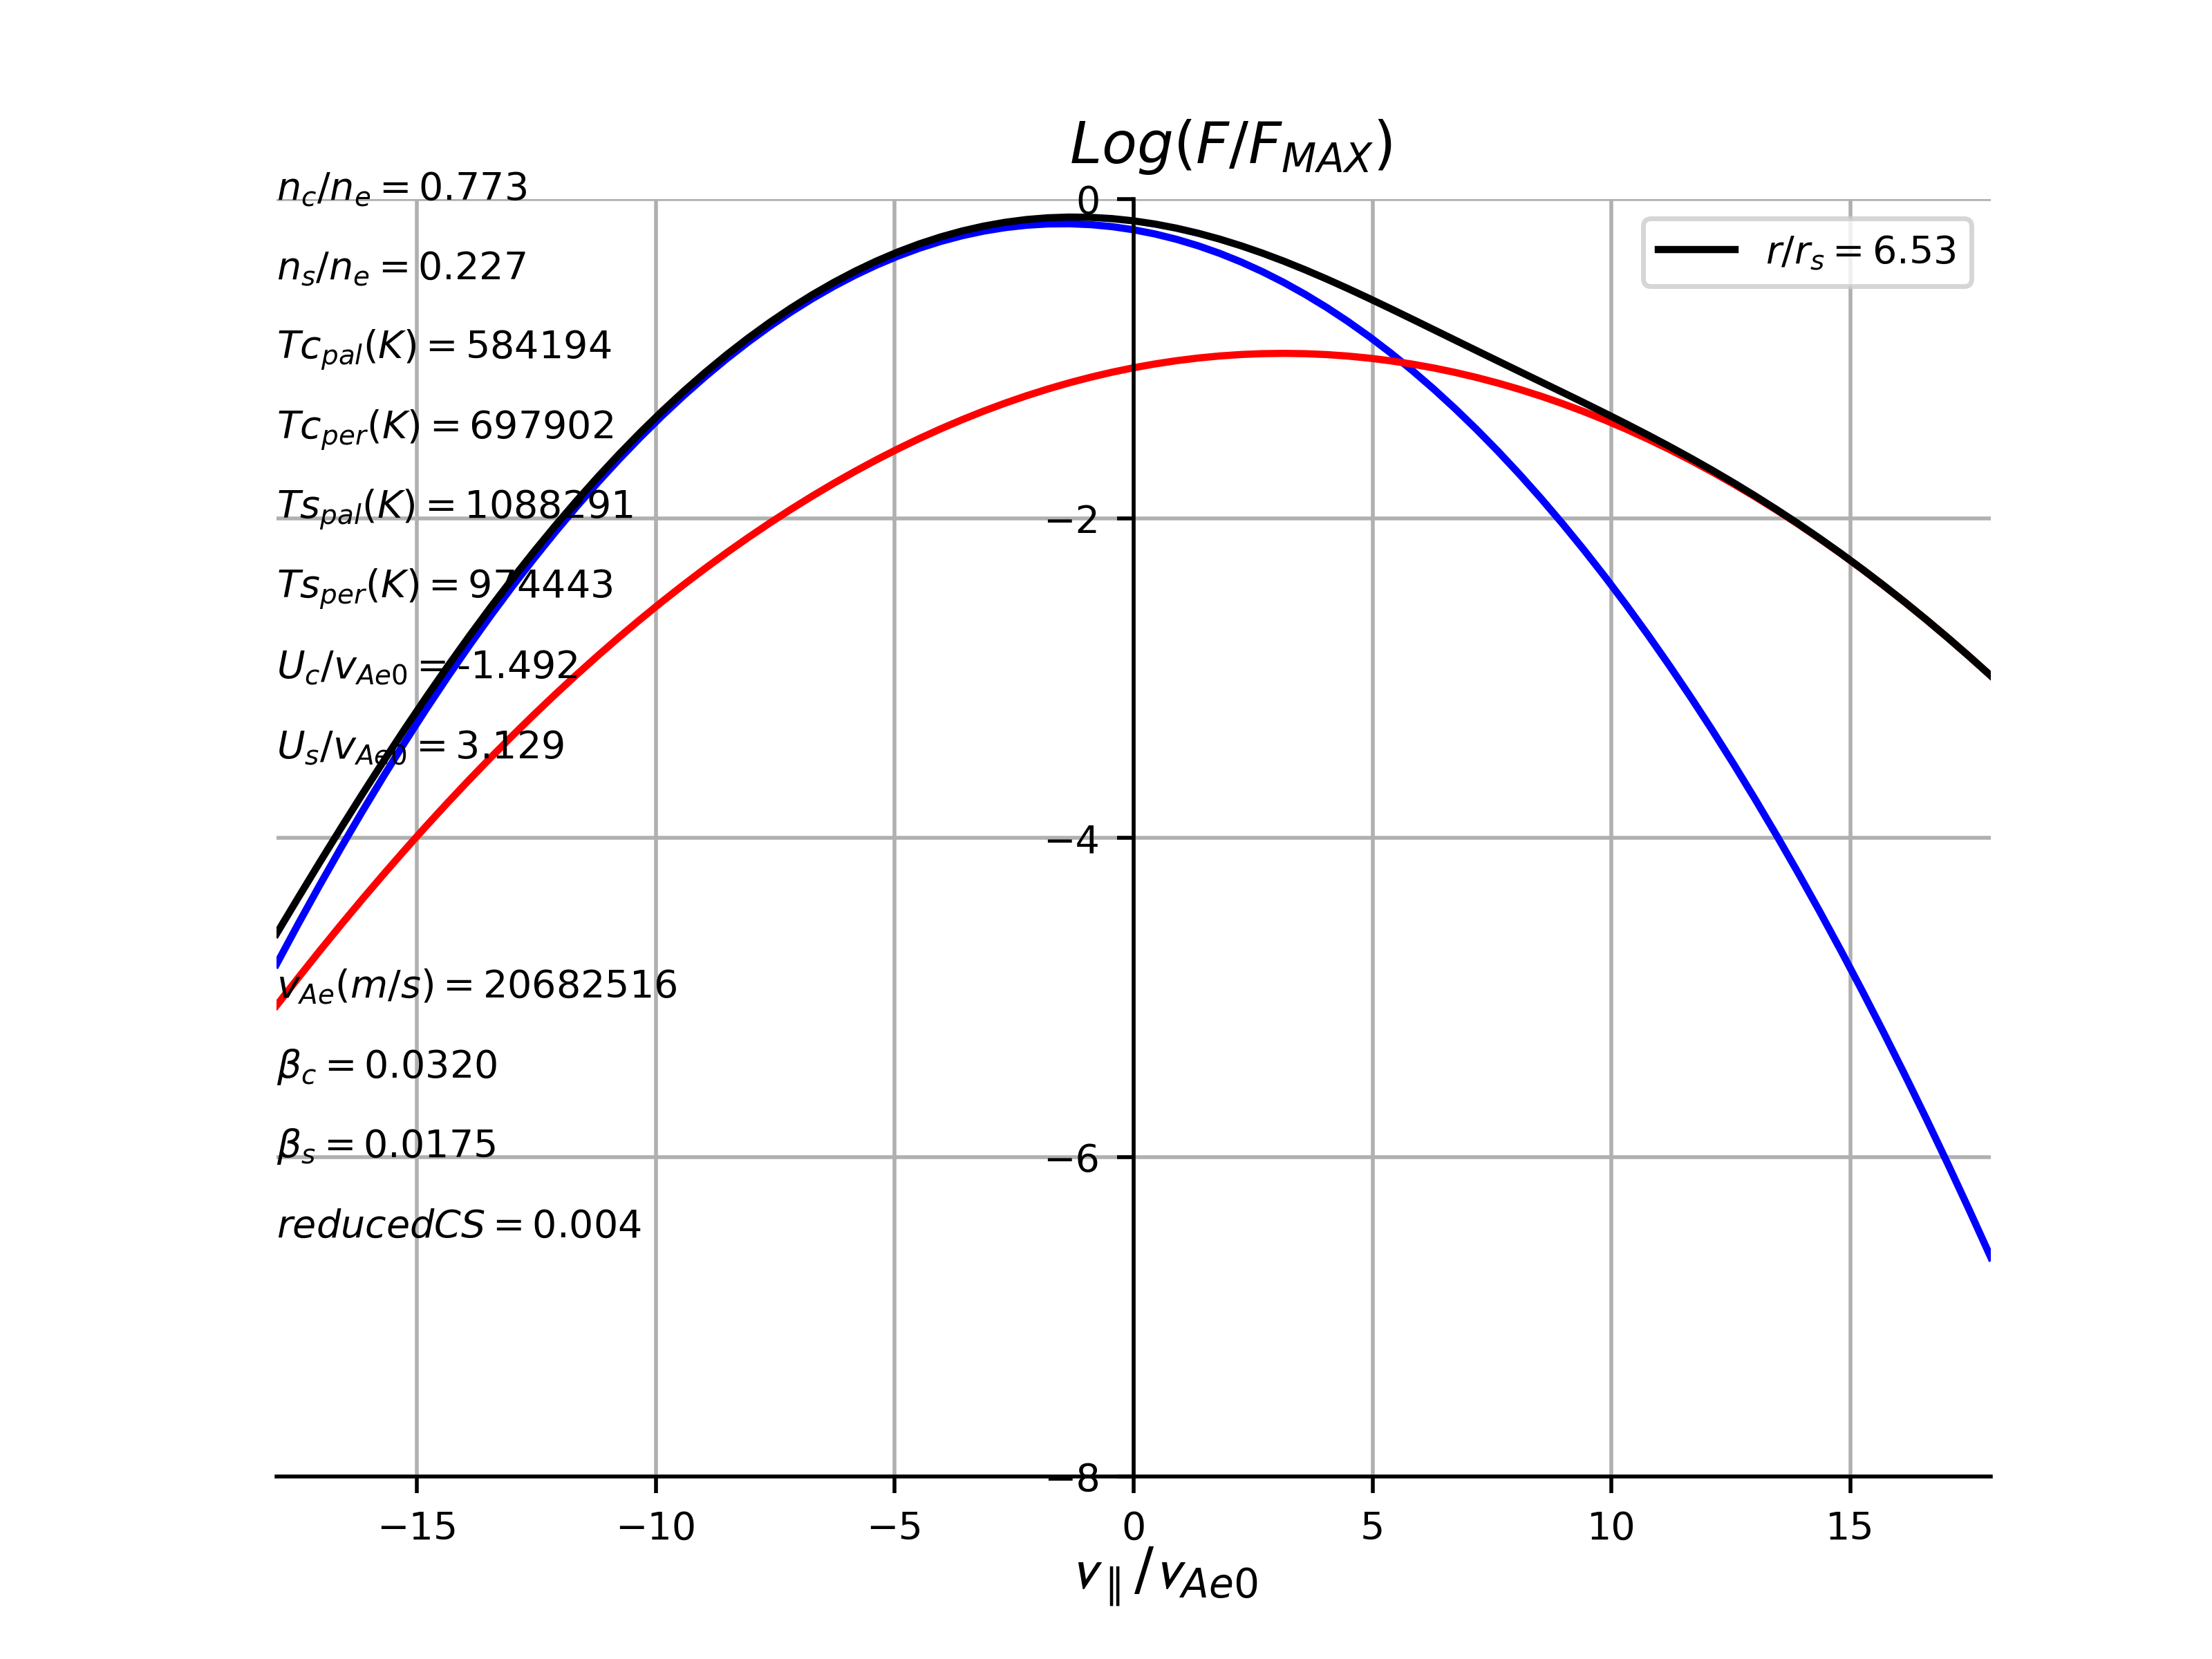 Log(F/F_MAX)
n_c/n_e = 0.773
n_s/n_e = 0.227
Tc_pal(K) = 584194
Tc_per(K) = 697902
Ts_pal(K) = 1088291
Ts_per(K) = 974443
U_c/v_Ae0 = -1.492
U_s/v_Ae0 = 3.129
v_Ae(m/s) = 20682516
β_c = 0.0320
β_s = 0.0175
reducedCS = 0.004
r/r_s = 6.53
0
−2
−4
−6
−8
−15 −10 −5 0 5 10 15
v_∥/v_Ae0